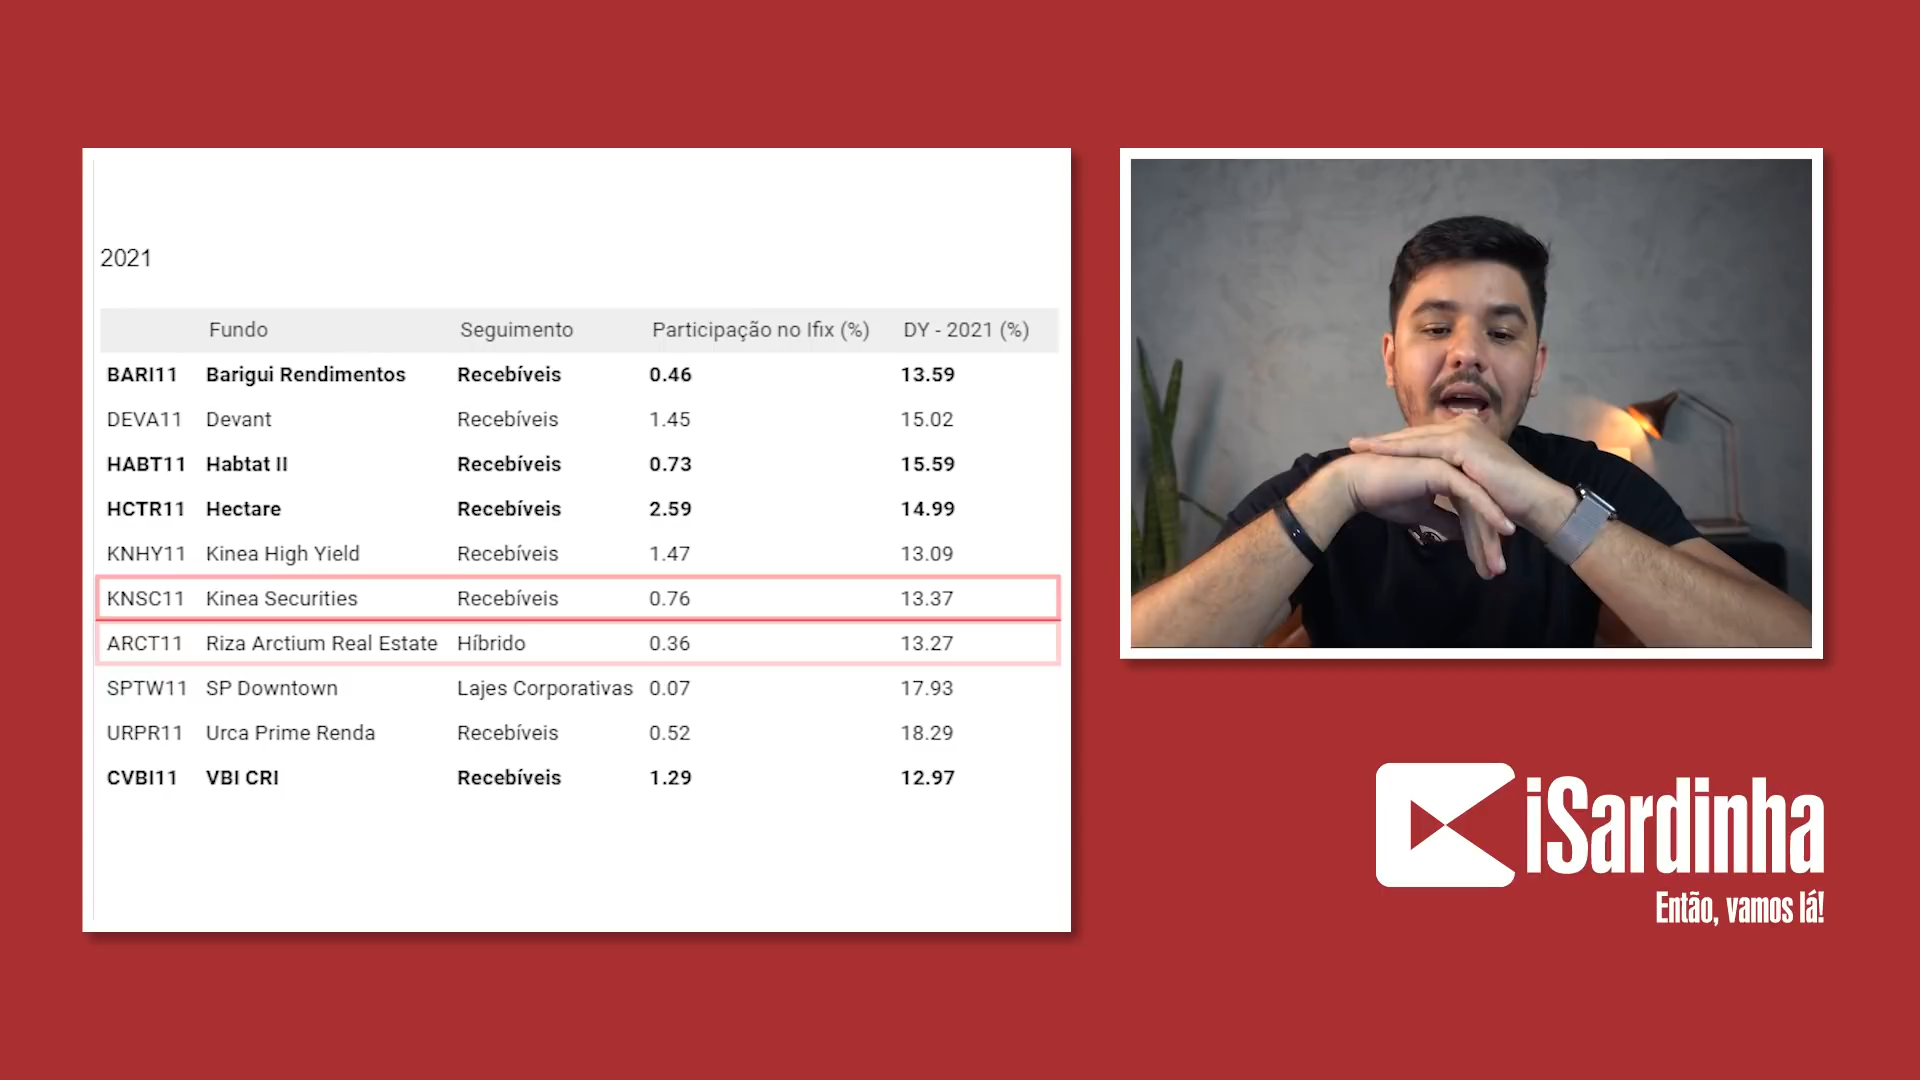 2021
Fundo Seguimento Participação no Ifix (%) DY - 2021 (%)
BARI11 Barigui Rendimentos Recebíveis 0.46 13.59
DEVA11 Devant Recebíveis 1.45 15.02
HABT11 Habtat II Recebíveis 0.73 15.59
HCTR11 Hectare Recebíveis 2.59 14.99
KNHY11 Kinea High Yield Recebíveis 1.47 13.09
KNSC11 Kinea Securities Recebíveis 0.76 13.37
ARCT11 Riza Arctium Real Estate Híbrido 0.36 13.27
SPTW11 SP Downtown Lajes Corporativas 0.07 17.93
URPR11 Urca Prime Renda Recebíveis 0.52 18.29
CVBI11 VBI CRI Recebíveis 1.29 12.97
iSardinha
Então, vamos lá!